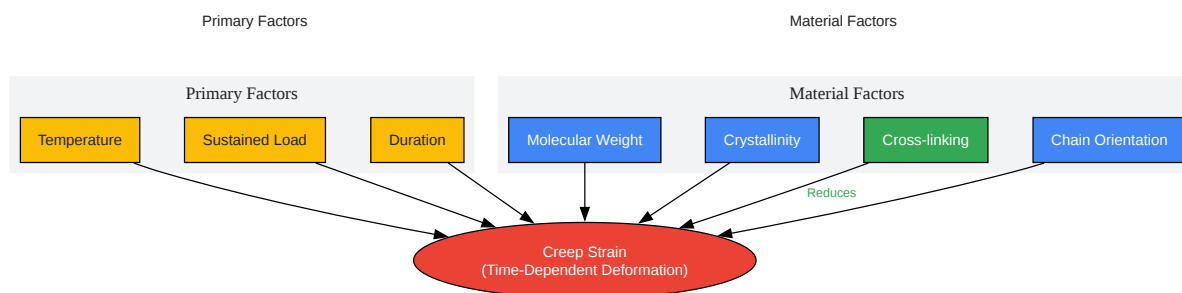 Primary Factors
Material Factors
Primary Factors
Material Factors
Temperature
Sustained Load
Duration
Molecular Weight
Crystallinity
Cross-linking
Chain Orientation
Reduces
Creep Strain
(Time-Dependent Deformation)